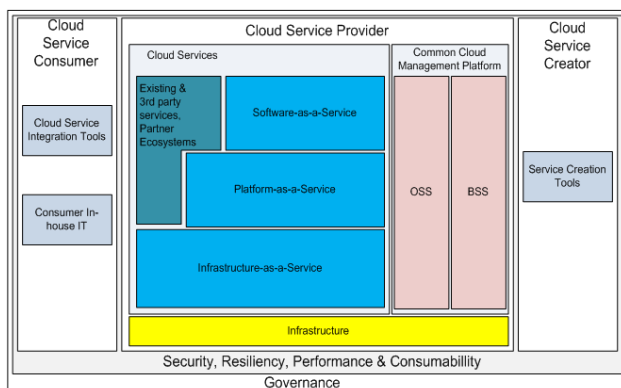 Cloud
Service
Consumer
Cloud Service
Integration Tools
Consumer In-
house IT
Cloud Service Provider
Cloud Services
Existing &
3rd party
services,
Partner
Ecosystems
Software-as-a-Service
Platform-as-a-Service
Infrastructure-as-a-Service
Common Cloud
Management Platform
OSS
BSS
Infrastructure
Cloud
Service
Creator
Service Creation
Tools
Security, Resiliency, Performance & Consumabillity
Governance